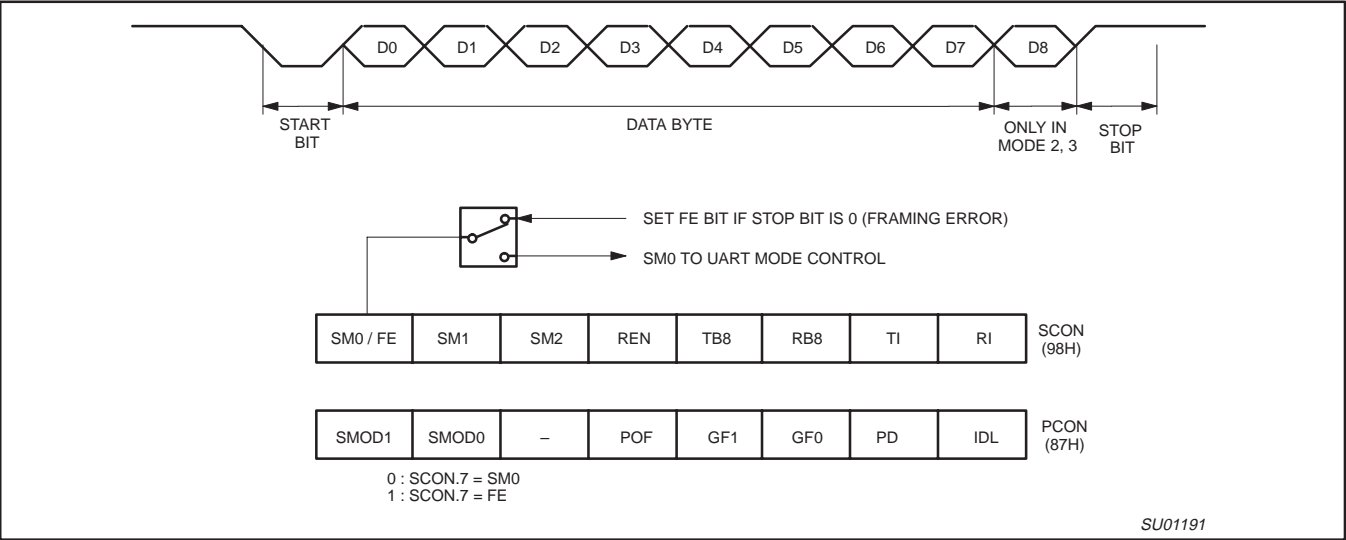 D0 D1 D2 D3 D4 D5 D6 D7 D8
START
BIT
DATA BYTE
ONLY IN
MODE 2, 3
STOP
BIT
SET FE BIT IF STOP BIT IS 0 (FRAMING ERROR)
SM0 TO UART MODE CONTROL
SM0 / FE SM1 SM2 REN TB8 RB8 TI RI
SCON
(98H)
SMOD1 SMOD0 – POF GF1 GF0 PD IDL
PCON
(87H)
0 : SCON.7 = SM0
1 : SCON.7 = FE
SU01191